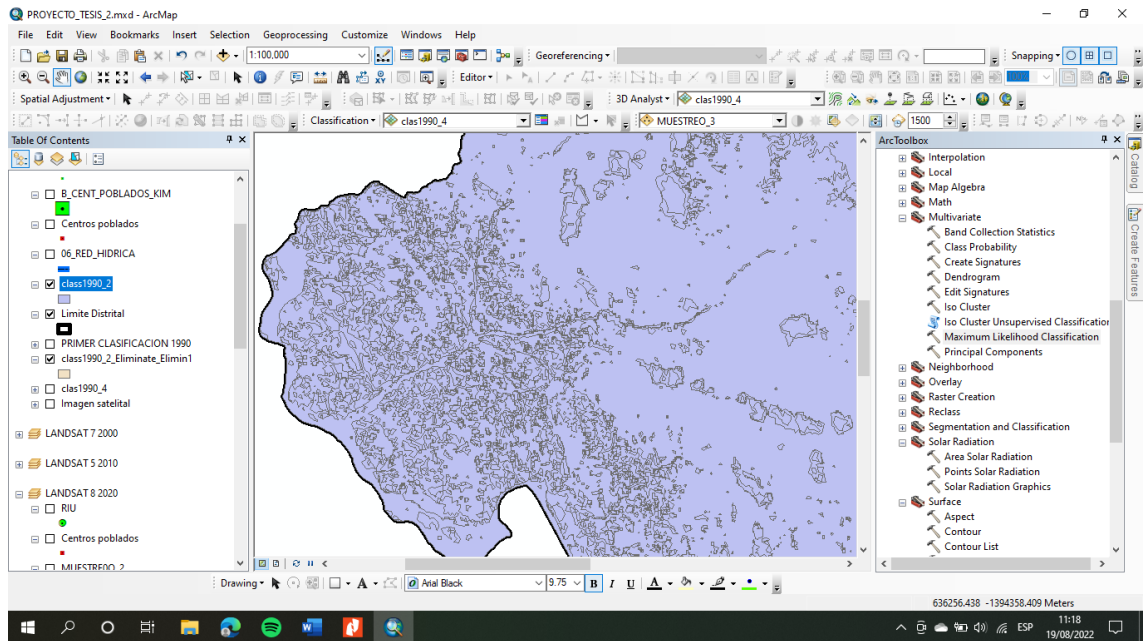 PROYECTO_TESIS_2.mxd - ArcMap
File Edit View Bookmarks Insert Selection Geoprocessing Customize Windows Help
1:100,000 Georeferencing Snapping
Editor
Spatial Adjustment 3D Analyst clas1990_4
Classification clas1990_4 MUESTREO_3 1500
Table Of Contents
B_CENT_POBLADOS_KIM
Centros poblados
06_RED_HIDRICA
class1990_2
Limite Distrital
PRIMER CLASIFICACION 1990
class1990_2_Eliminate_Elimin1
clas1990_4
Imagen satelital
LANDSAT 7 2000
LANDSAT 5 2010
LANDSAT 8 2020
RIU
Centros poblados
MUESTREO_2
ArcToolbox
Interpolation
Local
Map Algebra
Math
Multivariate
Band Collection Statistics
Class Probability
Create Signatures
Dendrogram
Edit Signatures
Iso Cluster
Iso Cluster Unsupervised Classification
Maximum Likelihood Classification
Principal Components
Neighborhood
Overlay
Raster Creation
Reclass
Segmentation and Classification
Solar Radiation
Area Solar Radiation
Points Solar Radiation
Solar Radiation Graphics
Surface
Aspect
Contour
Contour List
Catalog
Create Features
Drawing A Arial Black 9.75 B I U A
636256.438 -1394358.409 Meters
ESP
11:18
19/08/2022